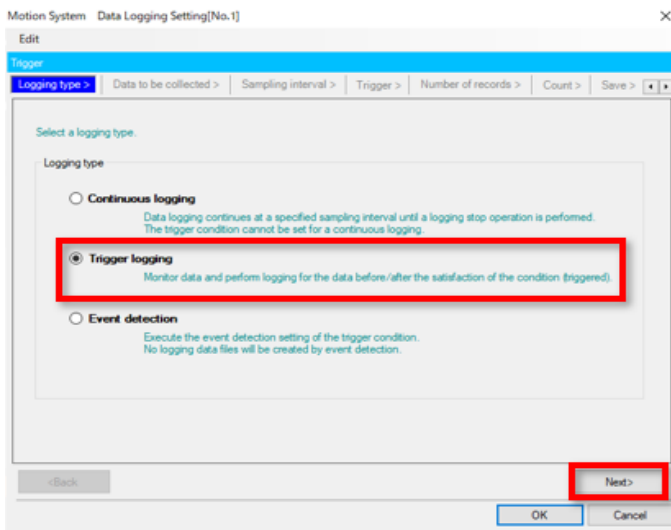 Motion System Data Logging Setting[No.1]
Edit
Trigger
Logging type > Data to be collected > Sampling interval > Trigger > Number of records > Count > Save >
Select a logging type.
Logging type
Continuous logging
Data logging continues at a specified sampling interval until a logging stop operation is performed.
The trigger condition cannot be set for a continuous logging.
Trigger logging
Monitor data and perform logging for the data before/after the satisfaction of the condition (triggered).
Event detection
Execute the event detection setting of the trigger condition.
No logging data files will be created by event detection.
<Back Next>
OK Cancel